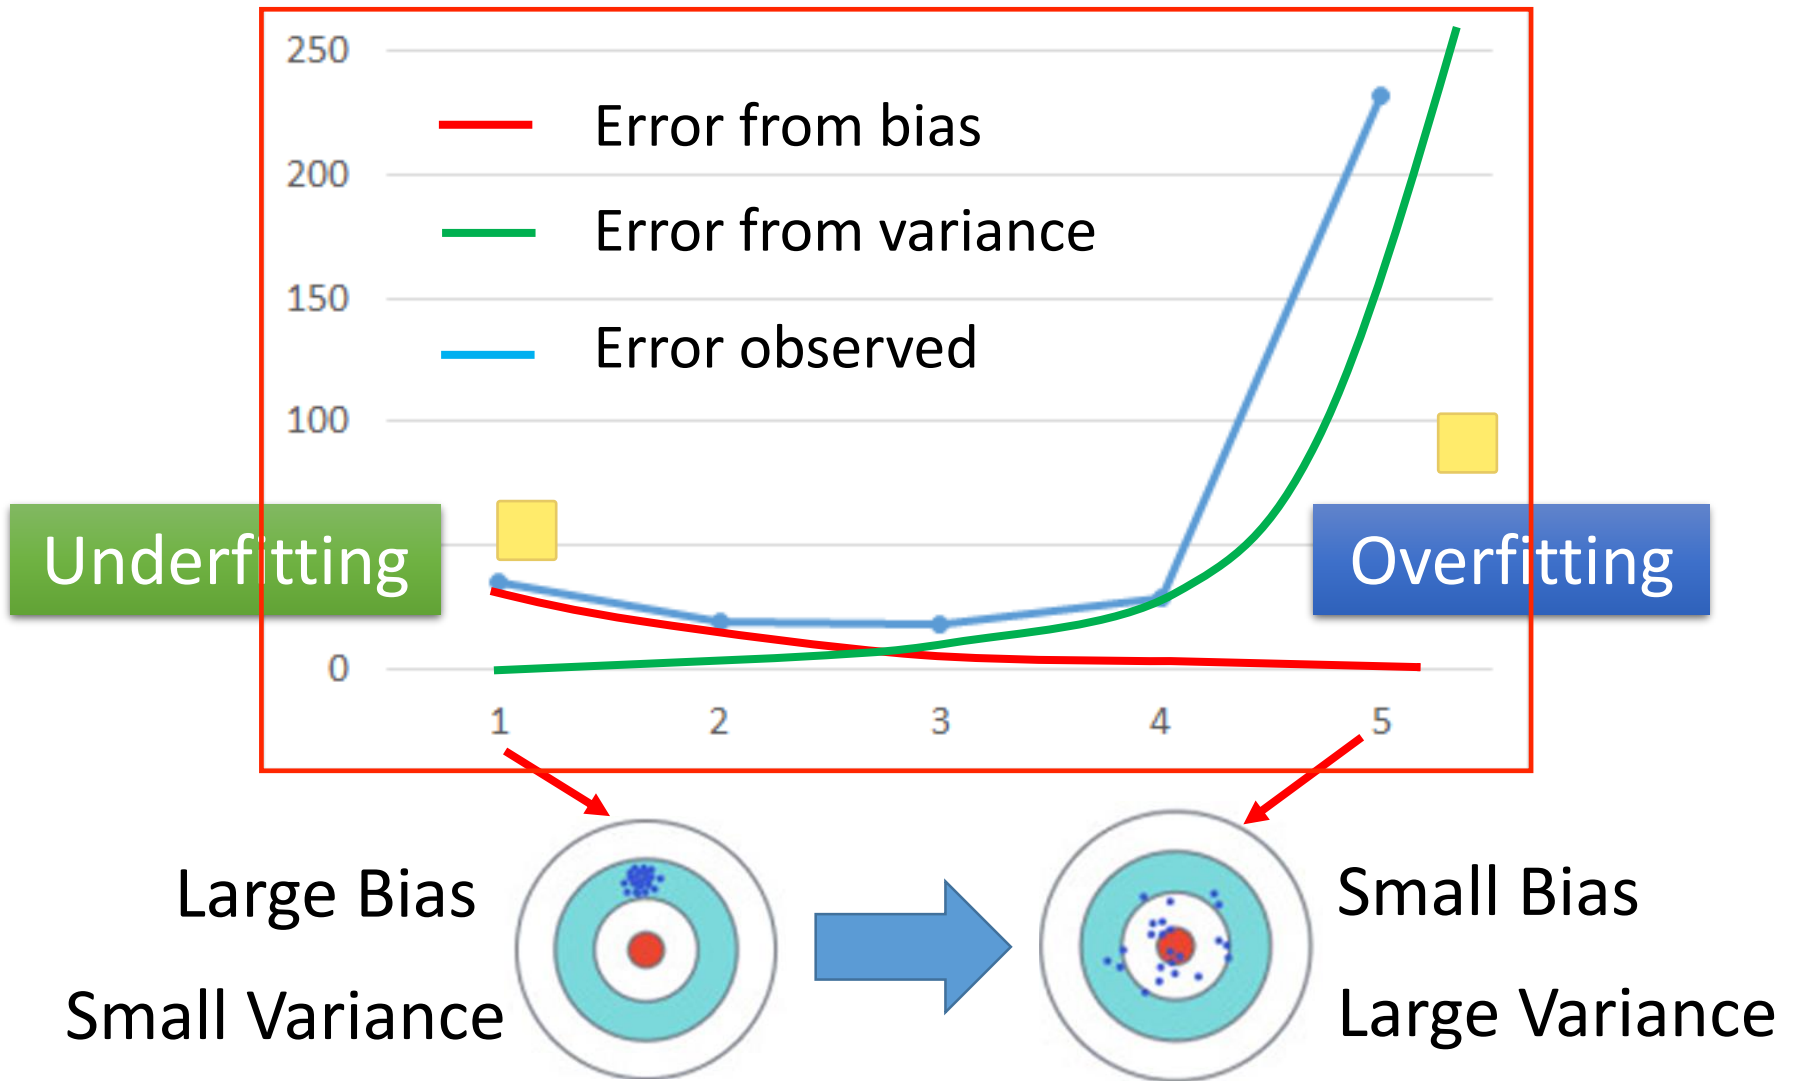 250
Error from bias
200
Error from variance
150
Error observed
100
Underfitting
Overfitting
0
1 2 3 4 5
Large Bias
Small Bias
Small Variance
Large Variance